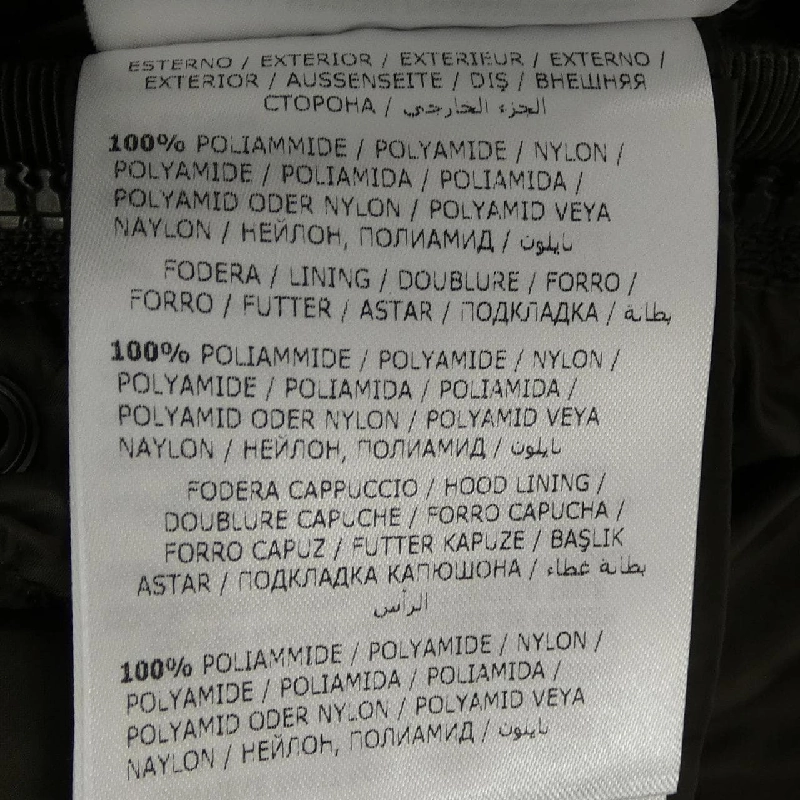 ESTERNO / EXTERIOR / EXTERIEUR / EXTERNO /
EXTERIOR / AUSSENSEITE / DIŞ / ВНЕШНЯЯ
СТОРОНА / الجزء الخارجي
100% POLIAMMIDE / POLYAMIDE / NYLON /
POLYAMIDE / POLIAMIDA / POLIAMIDA /
POLYAMID ODER NYLON / POLYAMID VEYA
NAYLON / НЕЙЛОН, ПОЛИАМИД / نايلون
FODERA / LINING / DOUBLURE / FORRO /
FORRO / FUTTER / ASTAR / ПОДКЛАДКА / بطانة
100% POLIAMMIDE / POLYAMIDE / NYLON /
POLYAMIDE / POLIAMIDA / POLIAMIDA /
POLYAMID ODER NYLON / POLYAMID VEYA
NAYLON / НЕЙЛОН, ПОЛИАМИД / نايلون
FODERA CAPPUCCIO / HOOD LINING /
DOUBLURE CAPUCHE / FORRO CAPUCHA /
FORRO CAPUZ / FUTTER KAPUZE / BAŞLIK
ASTAR / ПОДКЛАДКА КАПЮШОНА / بطانة غطاء
الرأس
100% POLIAMMIDE / POLYAMIDE / NYLON /
POLYAMIDE / POLIAMIDA / POLIAMIDA /
POLYAMID ODER NYLON / POLYAMID VEYA
NAYLON / НЕЙЛОН, ПОЛИАМИД / نايلون